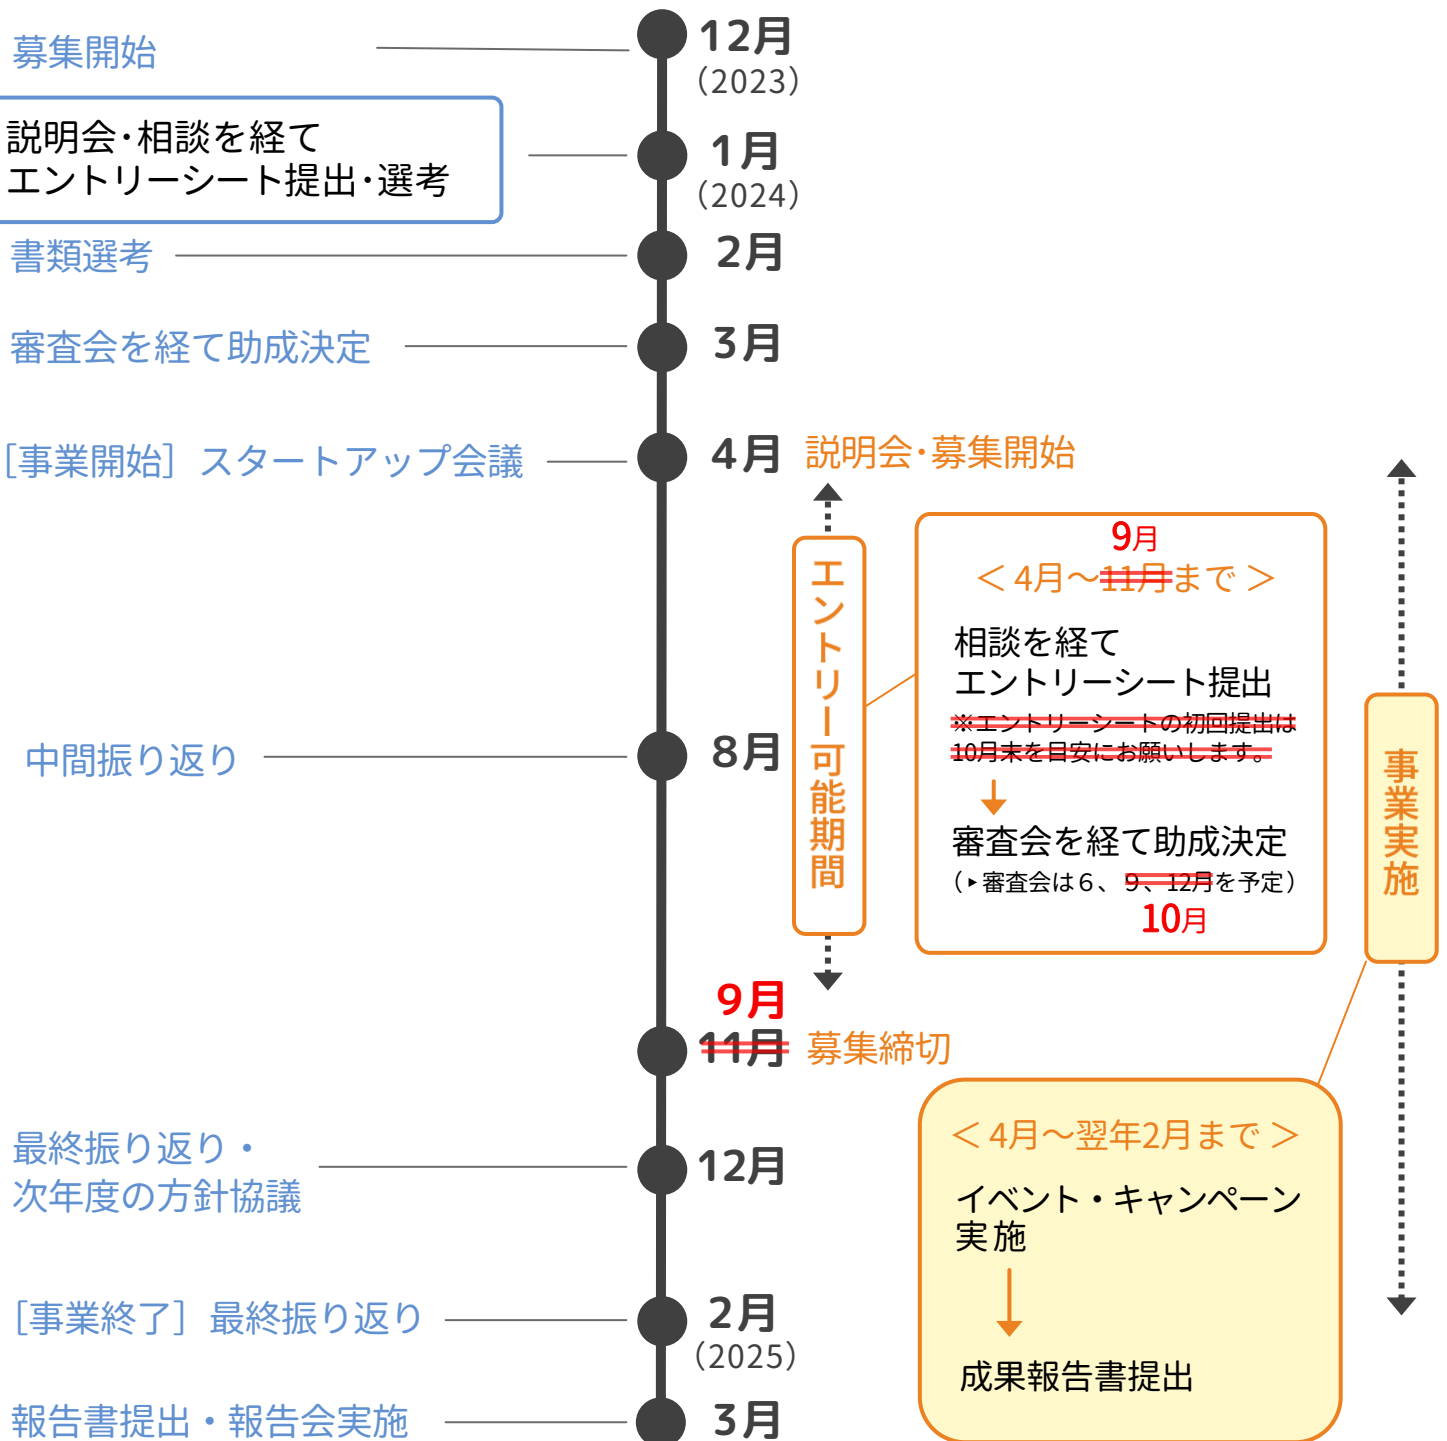 募集開始
12月
（2023）
説明会・相談を経て
エントリーシート提出・選考
1月
（2024）
書類選考
2月
審査会を経て助成決定
3月
［事業開始］スタートアップ会議
4月
説明会・募集開始
エントリー可能期間
9月
＜ 4月～11月まで ＞
相談を経て
エントリーシート提出
※エントリーシートの初回提出は
10月末を目安にお願いします。
審査会を経て助成決定
（▸審査会は６、９、12月を予定）
10月
事業実施
中間振り返り
8月
9月
11月
募集締切
＜ 4月～翌年2月まで ＞
イベント・キャンペーン
実施
成果報告書提出
最終振り返り・
次年度の方針協議
12月
［事業終了］最終振り返り
2月
（2025）
報告書提出・報告会実施
3月